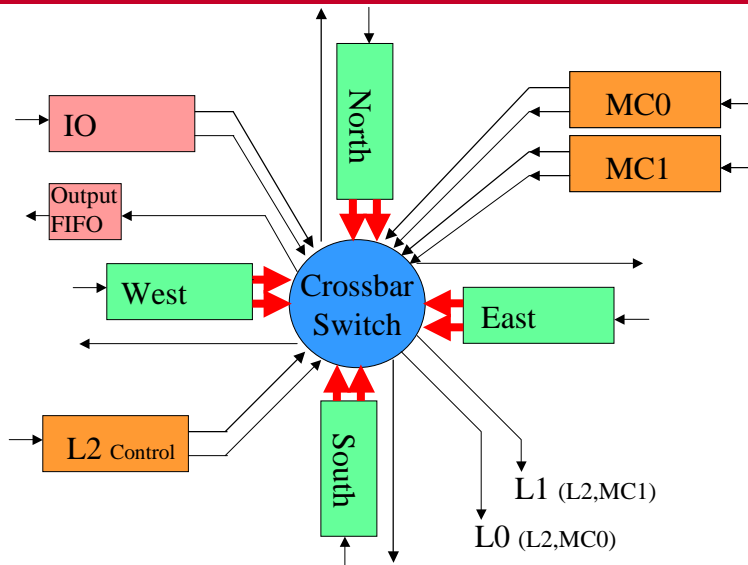 North
MC0
IO
MC1
Output
FIFO
Crossbar
Switch
West
East
L2 Control
South
L1 (L2,MC1)
L0 (L2,MC0)